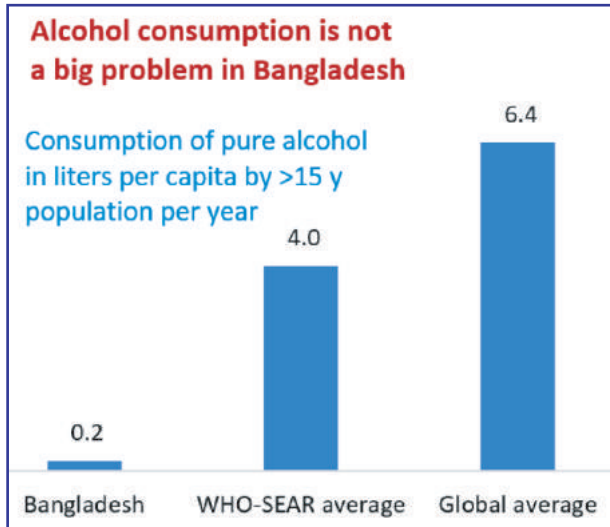 Alcohol consumption is not
a big problem in Bangladesh
Consumption of pure alcohol
in liters per capita by >15 y
population per year
6.4
4.0
0.2
Bangladesh WHO-SEAR average Global average